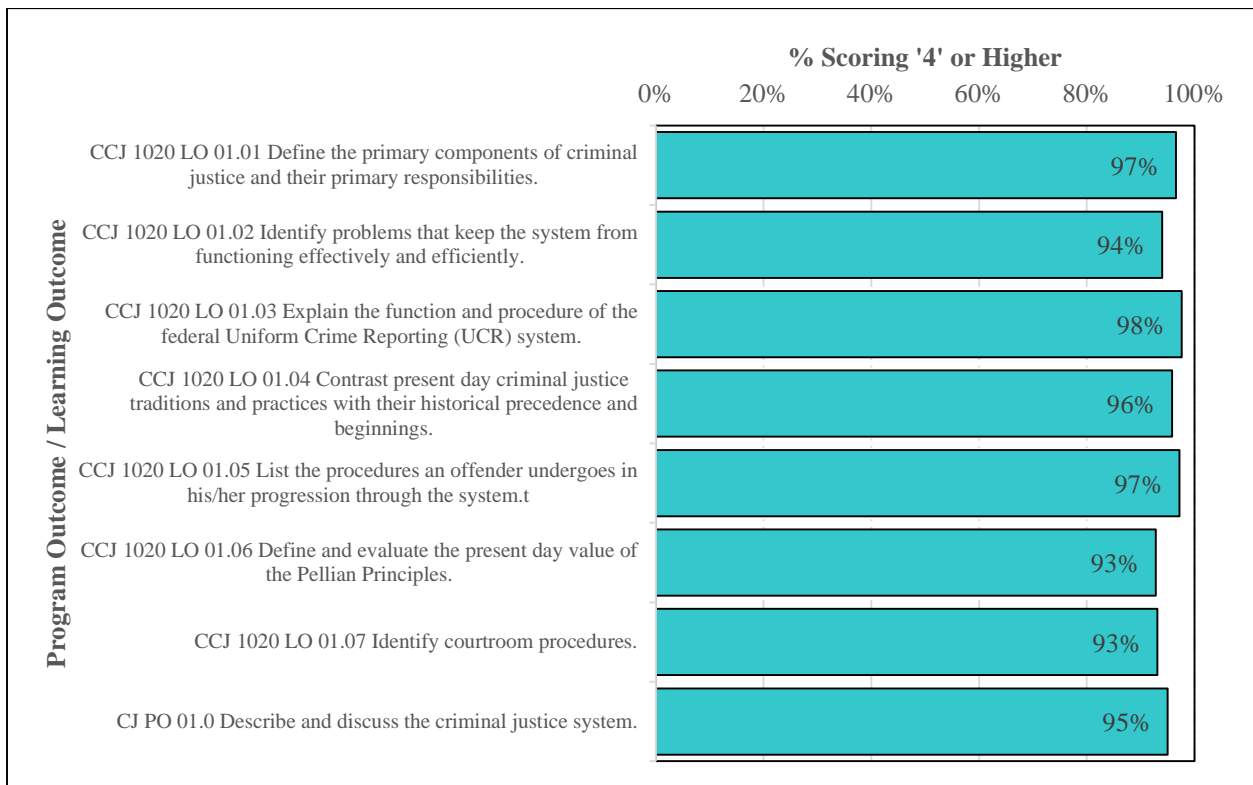 % Scoring '4' or Higher
0% 20% 40% 60% 80% 100%
Program Outcome / Learning Outcome
CCJ 1020 LO 01.01 Define the primary components of criminal
justice and their primary responsibilities.
97%
CCJ 1020 LO 01.02 Identify problems that keep the system from
functioning effectively and efficiently.
94%
CCJ 1020 LO 01.03 Explain the function and procedure of the
federal Uniform Crime Reporting (UCR) system.
98%
CCJ 1020 LO 01.04 Contrast present day criminal justice
traditions and practices with their historical precedence and
beginnings.
96%
CCJ 1020 LO 01.05 List the procedures an offender undergoes in
his/her progression through the system.t
97%
CCJ 1020 LO 01.06 Define and evaluate the present day value of
the Pellian Principles.
93%
CCJ 1020 LO 01.07 Identify courtroom procedures.
93%
CJ PO 01.0 Describe and discuss the criminal justice system.
95%